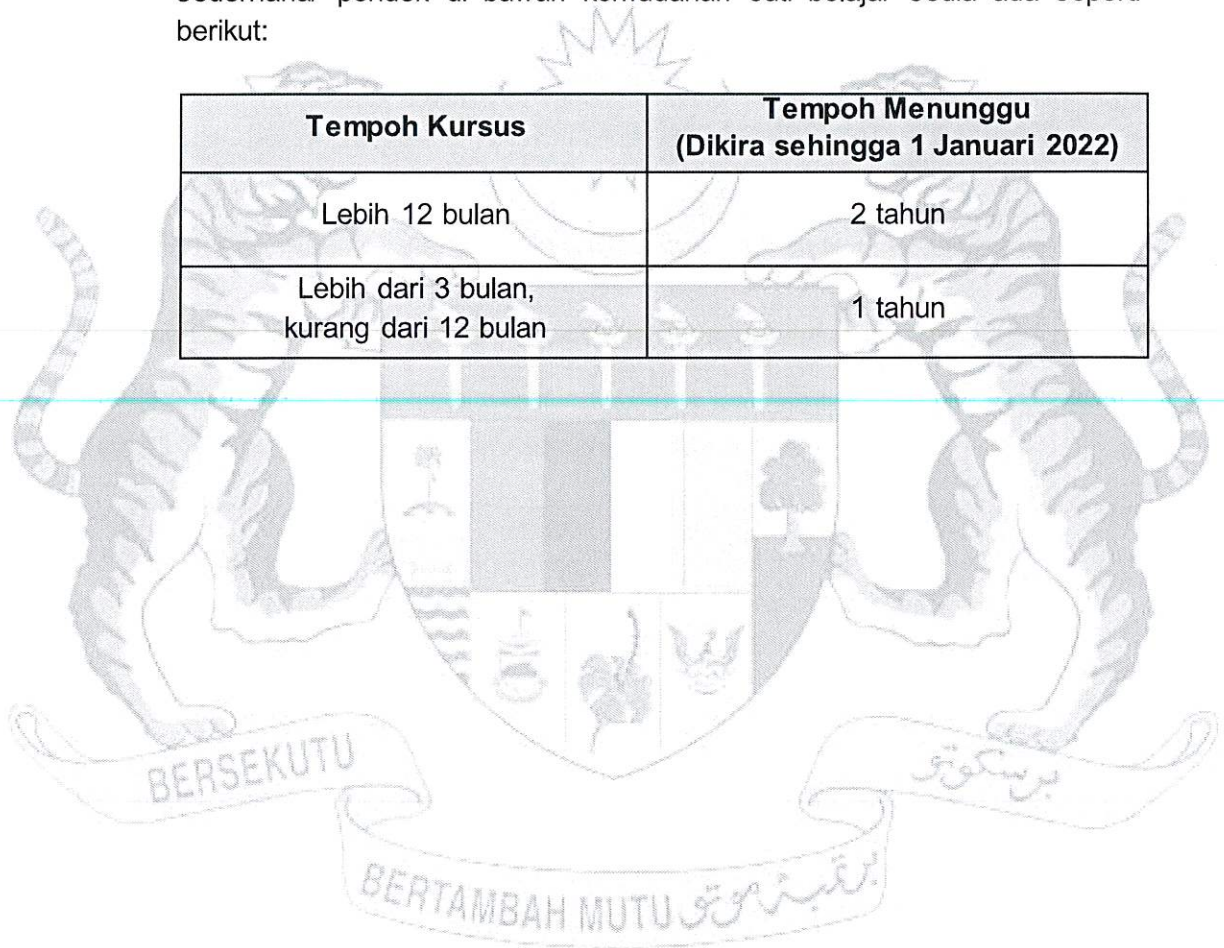 berikut:
Tempoh Kursus
Tempoh Menunggu
(Dikira sehingga 1 Januari 2022)
Lebih 12 bulan
2 tahun
Lebih dari 3 bulan,
kurang dari 12 bulan
1 tahun
BERSEKUTU
برسكوتو
BERTAMBAH MUTU